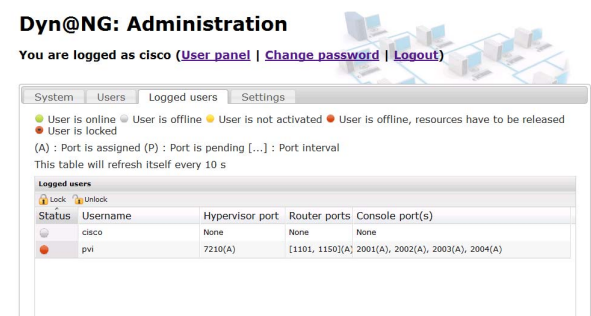 Dyn@NG: Administration
You are logged as cisco (User panel | Change password | Logout)
System Users Logged users Settings
User is online User is offline User is not activated User is offline, resources have to be released
User is locked
(A) : Port is assigned (P) : Port is pending [...] : Port interval
This table will refresh itself every 10 s
Logged users
Lock Unlock
Status Username Hypervisor port Router ports Console port(s)
cisco None None None
pvi 7210(A) [1101, 1150](A) 2001(A), 2002(A), 2003(A), 2004(A)